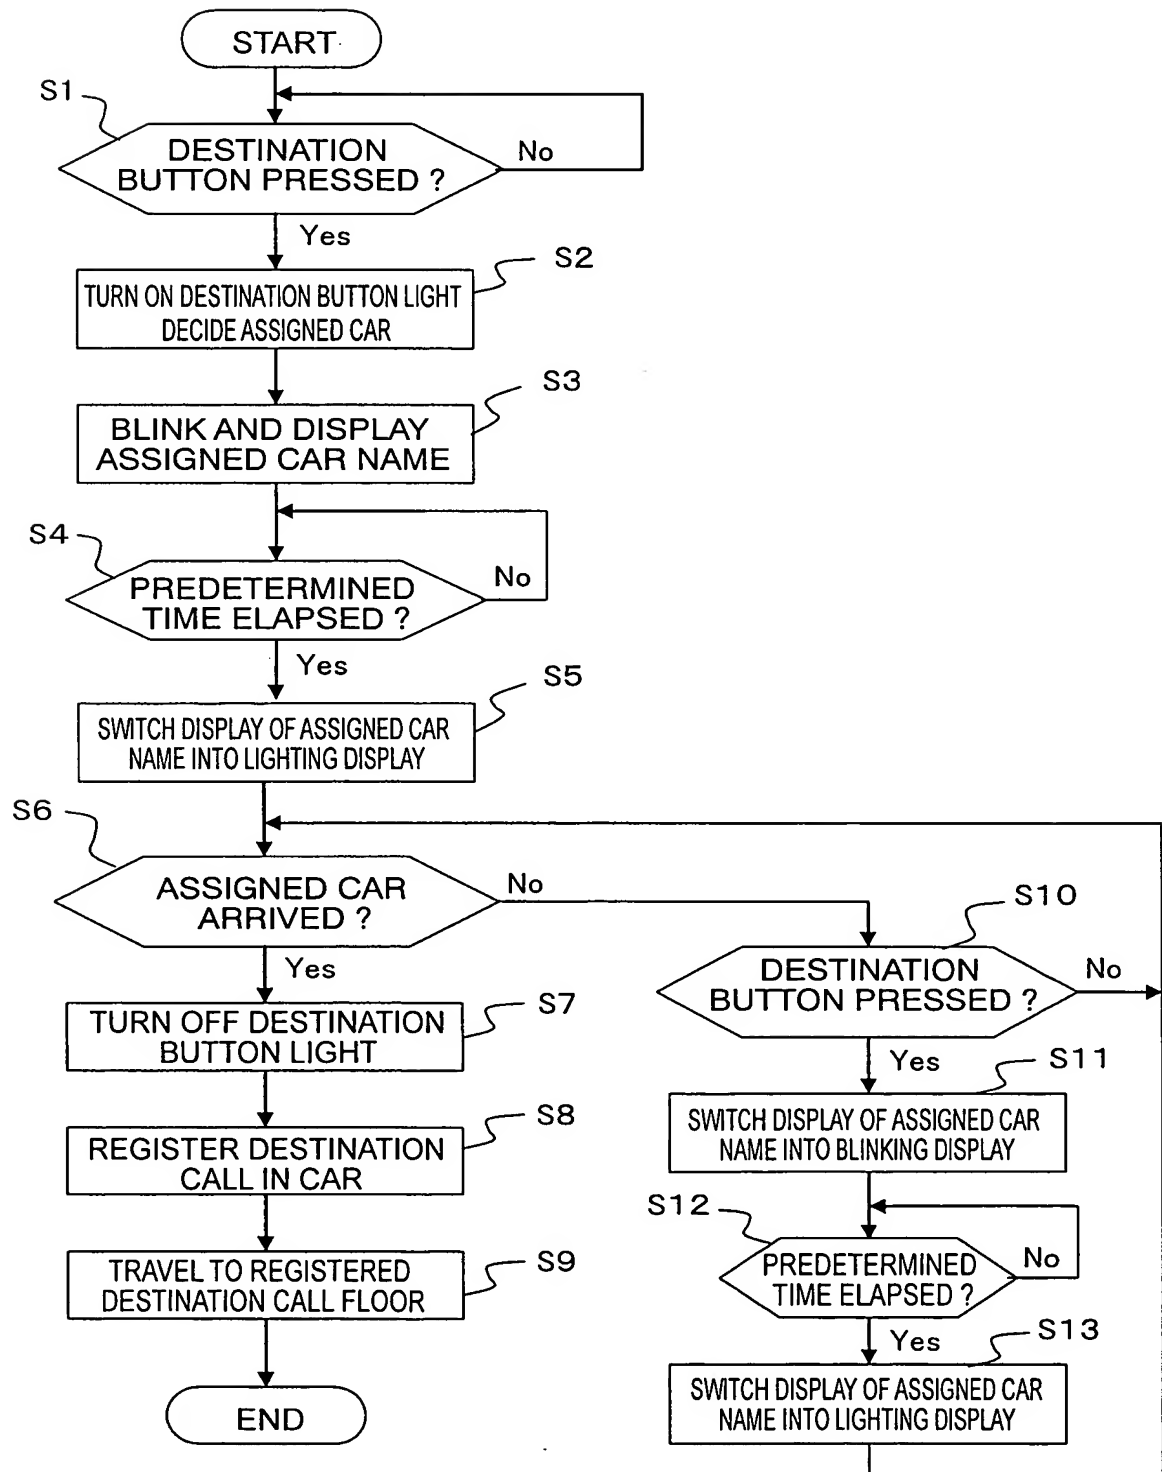 START
S1
DESTINATION
BUTTON PRESSED ?
No
Yes
S2
TURN ON DESTINATION BUTTON LIGHT
DECIDE ASSIGNED CAR
S3
BLINK AND DISPLAY
ASSIGNED CAR NAME
S4
PREDETERMINED
TIME ELAPSED ?
No
Yes
S5
SWITCH DISPLAY OF ASSIGNED CAR
NAME INTO LIGHTING DISPLAY
S6
ASSIGNED CAR
ARRIVED ?
No
Yes
S7
TURN OFF DESTINATION
BUTTON LIGHT
S8
REGISTER DESTINATION
CALL IN CAR
S9
TRAVEL TO REGISTERED
DESTINATION CALL FLOOR
END
S10
DESTINATION
BUTTON PRESSED ?
No
Yes
S11
SWITCH DISPLAY OF ASSIGNED CAR
NAME INTO BLINKING DISPLAY
S12
PREDETERMINED
TIME ELAPSED ?
No
Yes
S13
SWITCH DISPLAY OF ASSIGNED CAR
NAME INTO LIGHTING DISPLAY